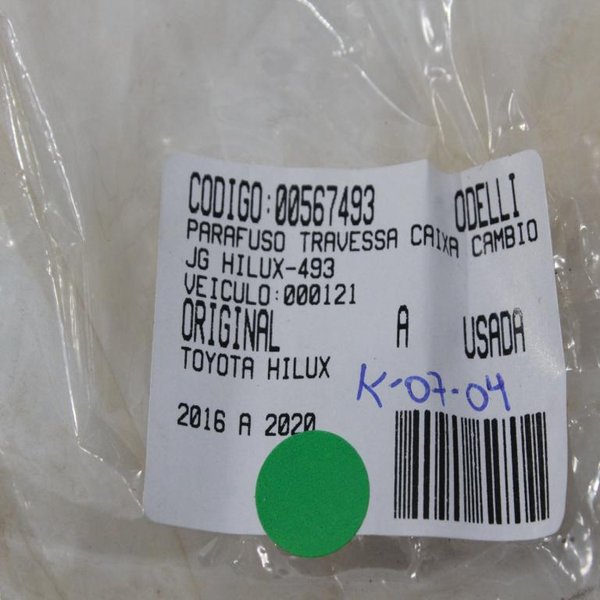 CODIGO:00567493 ODELLI
PARAFUSO TRAVESSA CAIXA CAMBIO
JG HILUX-493
VEICULO:000121
ORIGINAL A USADA
TOYOTA HILUX
K-07-04
2016 A 2020